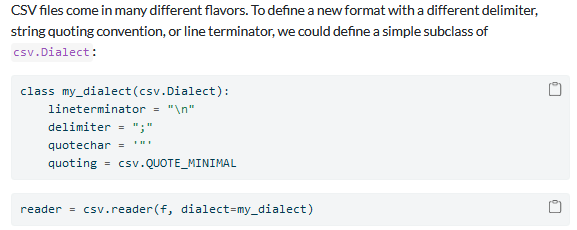 CSV files come in many different flavors. To define a new format with a different delimiter,
string quoting convention, or line terminator, we could define a simple subclass of
csv.Dialect:
class my_dialect(csv.Dialect):
    lineterminator = "\n"
    delimiter = ";"
    quotechar = '"'
    quoting = csv.QUOTE_MINIMAL
reader = csv.reader(f, dialect=my_dialect)